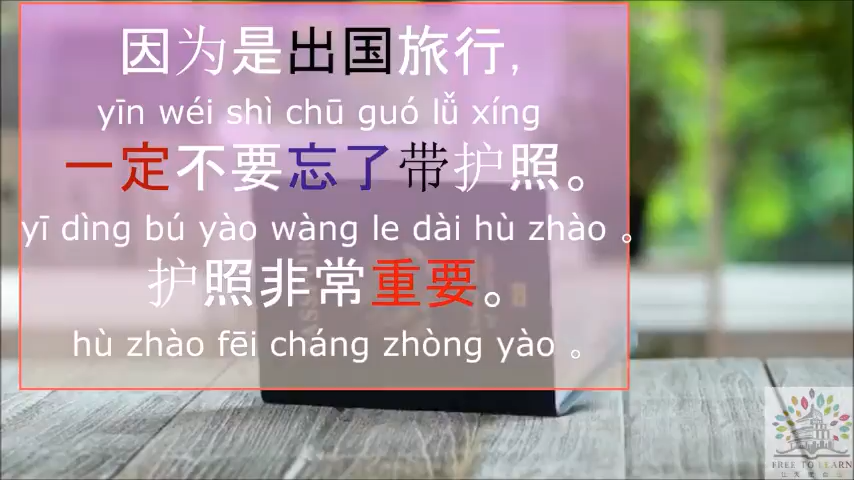 因为是出国旅行,
yīn wéi shì chū guó lǚ xíng
一定不要忘了带护照。
yī dìng bú yào wàng le dài hù zhào 。
护照非常重要。
hù zhào fēi cháng zhòng yào 。
FREE TO LEARN